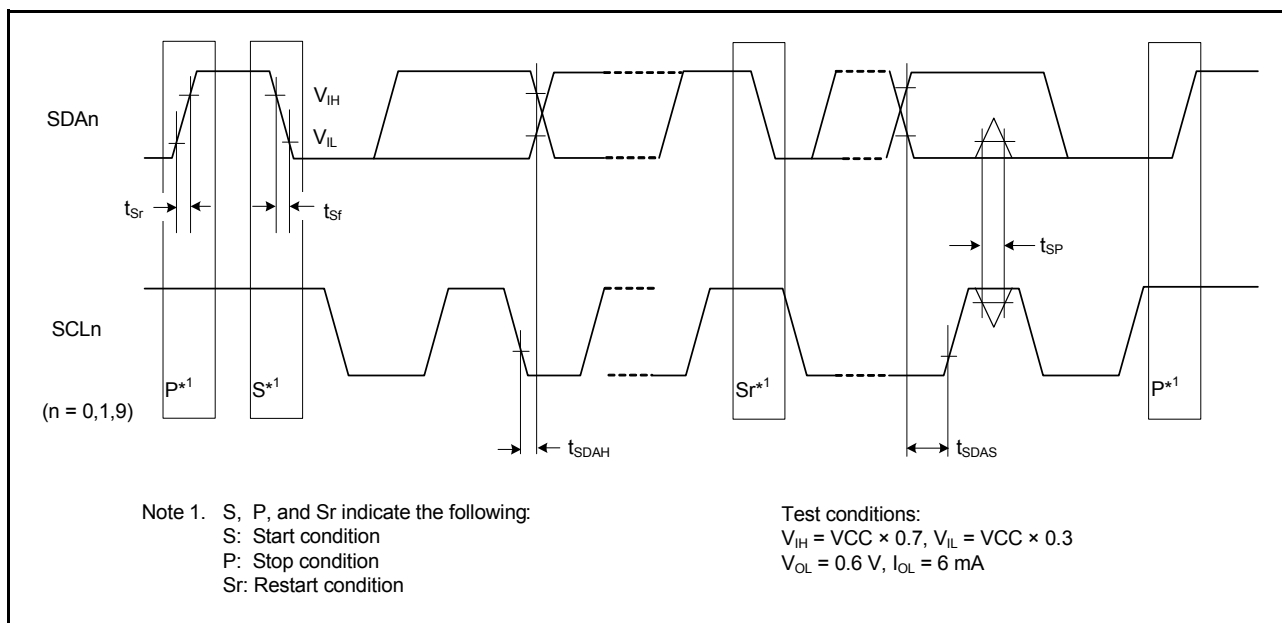 SDAn
V_IH
V_IL
t_Sr
t_Sf
t_SP
SCLn
P*¹
S*¹
Sr*¹
P*¹
(n = 0,1,9)
t_SDAH
t_SDAS
Note 1. S, P, and Sr indicate the following:
S: Start condition
P: Stop condition
Sr: Restart condition
Test conditions:
V_IH = VCC × 0.7, V_IL = VCC × 0.3
V_OL = 0.6 V, I_OL = 6 mA